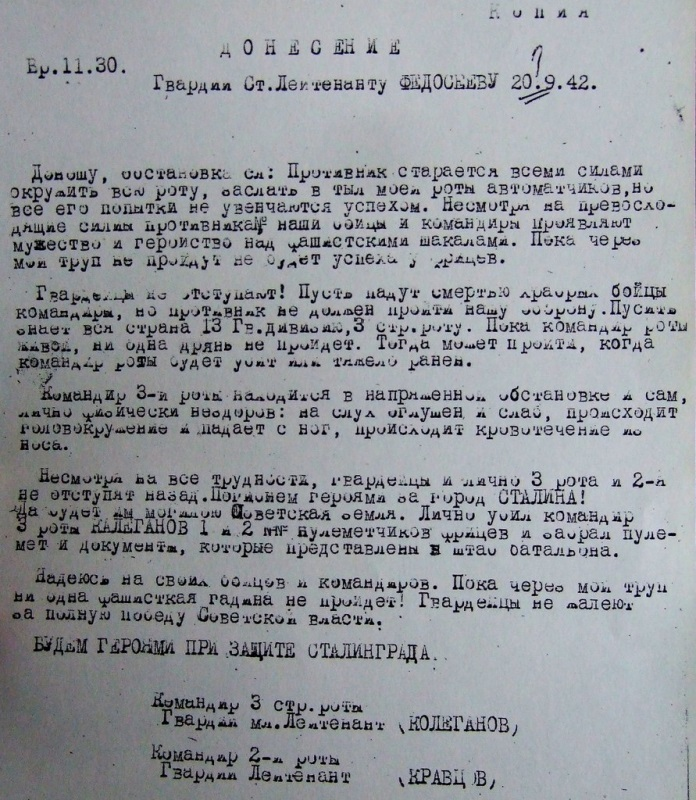 КОПИЯ
ДОНЕСЕНИЕ
Вр.11.30.
Гвардии Ст.Лейтенанту ФЕДОСЕЕВУ 20.9.42.
Доношу, обстановка сл: Противник старается всеми силами
окружить всю роту, заслать в тыл моей роты автоматчиков,но
все его попытки не увенчаются успехом. Несмотря на превосхо-
дящие силы противника наши бойцы и командиры проявляют
мужество и геройство над фашистскими шакалами. Пока через
мой труп не пройдут не будет успеха у фрицев.
Гвардейцы не отступают! Пусть падут смертью храбрых бойцы
командиры, но противник не должен пройти нашу оборону.Пусить
знает вся страна 13 Гв.дивизию,3 стр.роту. Пока командир роты
живой, ни одна дрянь не пройдет. Тогда может пройти, когда
командир роты будет убит или тяжело ранен.
Командир 3-й роты находится в напряженной обстановке и сам,
лично физически нездоров: на слух оглушен и слаб, происходит
головокружение и падает с ног, происходит кровотечение из
носа.
Несмотря на все трудности, гвардейцы и лично 3 рота и 2-я
не отступят назад.Погибнем героями за город СТАЛИНА!
Да будет им могилою Советская земля. Лично убил командир
3 роты КАЛЕГАНОВ 1 и 2 пулеметчиков фрицев и забрал пуле-
мет и документы, которые представлены в штаб батальона.
Надеюсь на своих бойцов и командиров. Пока через мой труп
ни одна фашисткая гадина не пройдет! Гвардейцы не жалеют
за полную победу Советской власти.
БУДЕМ ГЕРОЯМИ ПРИ ЗАЩИТЕ СТАЛИНГРАДА.
Командир 3 стр.роты
Гвардии мл.Лейтенант (КОЛЕГАНОВ)
Командир 2-й роты
Гвардии Лейтенант (КРАВЦОВ)